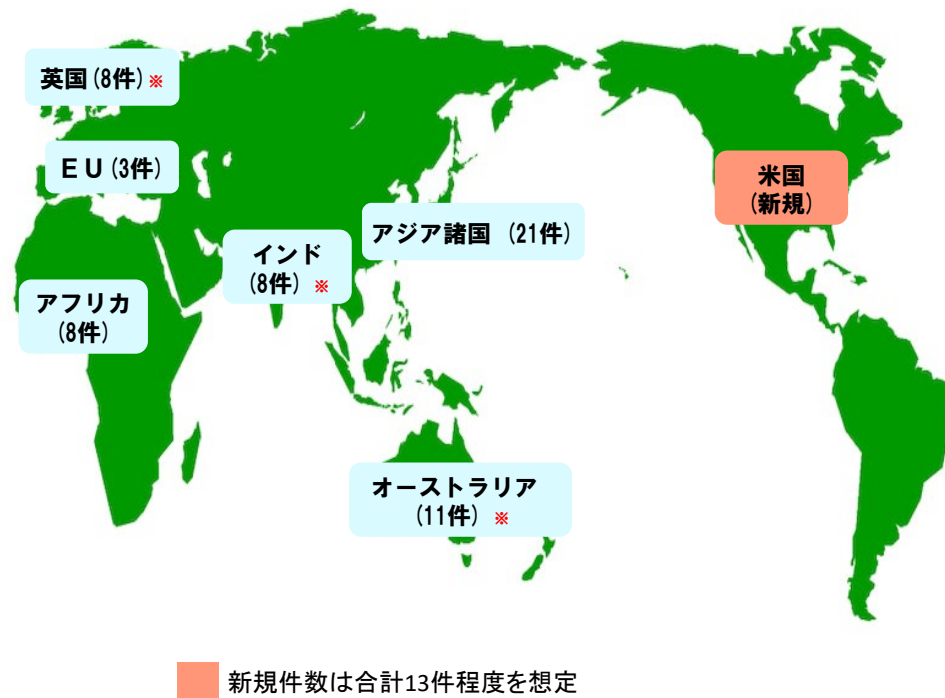 英国(8件)※
ＥＵ(3件)
米国
(新規)
アジア諸国 (21件)
インド
(8件) ※
アフリカ
(8件)
オーストラリア
(11件) ※
新規件数は合計13件程度を想定